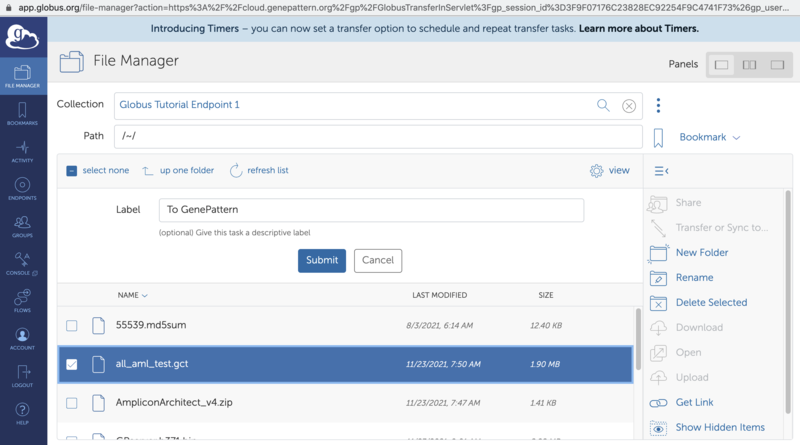 app.globus.org/file-manager?action=https%3A%2F%2Fcloud.genepattern.org%2Fgp%2FGlobusTransferInServlet%3Fgp_session_id%3D3F9F07176C23828EC92254F9C4741F73%26gp_user...
Introducing Timers – you can now set a transfer option to schedule and repeat transfer tasks. Learn more about Timers.
g
FILE MANAGER
BOOKMARKS
ACTIVITY
ENDPOINTS
GROUPS
CONSOLE
FLOWS
ACCOUNT
LOGOUT
HELP
File Manager
Panels
Collection
Globus Tutorial Endpoint 1
Path
/~/
Bookmark
select none
up one folder
refresh list
view
Label
To GenePattern
(optional) Give this task a descriptive label
Submit
Cancel
NAME LAST MODIFIED SIZE
55539.md5sum 8/3/2021, 6:14 AM 12.40 KB
all_aml_test.gct 11/23/2021, 7:50 AM 1.90 MB
AmpliconArchitect_v4.zip 11/23/2021, 7:47 AM 1.41 KB
Share
Transfer or Sync to...
New Folder
Rename
Delete Selected
Download
Open
Upload
Get Link
Show Hidden Items